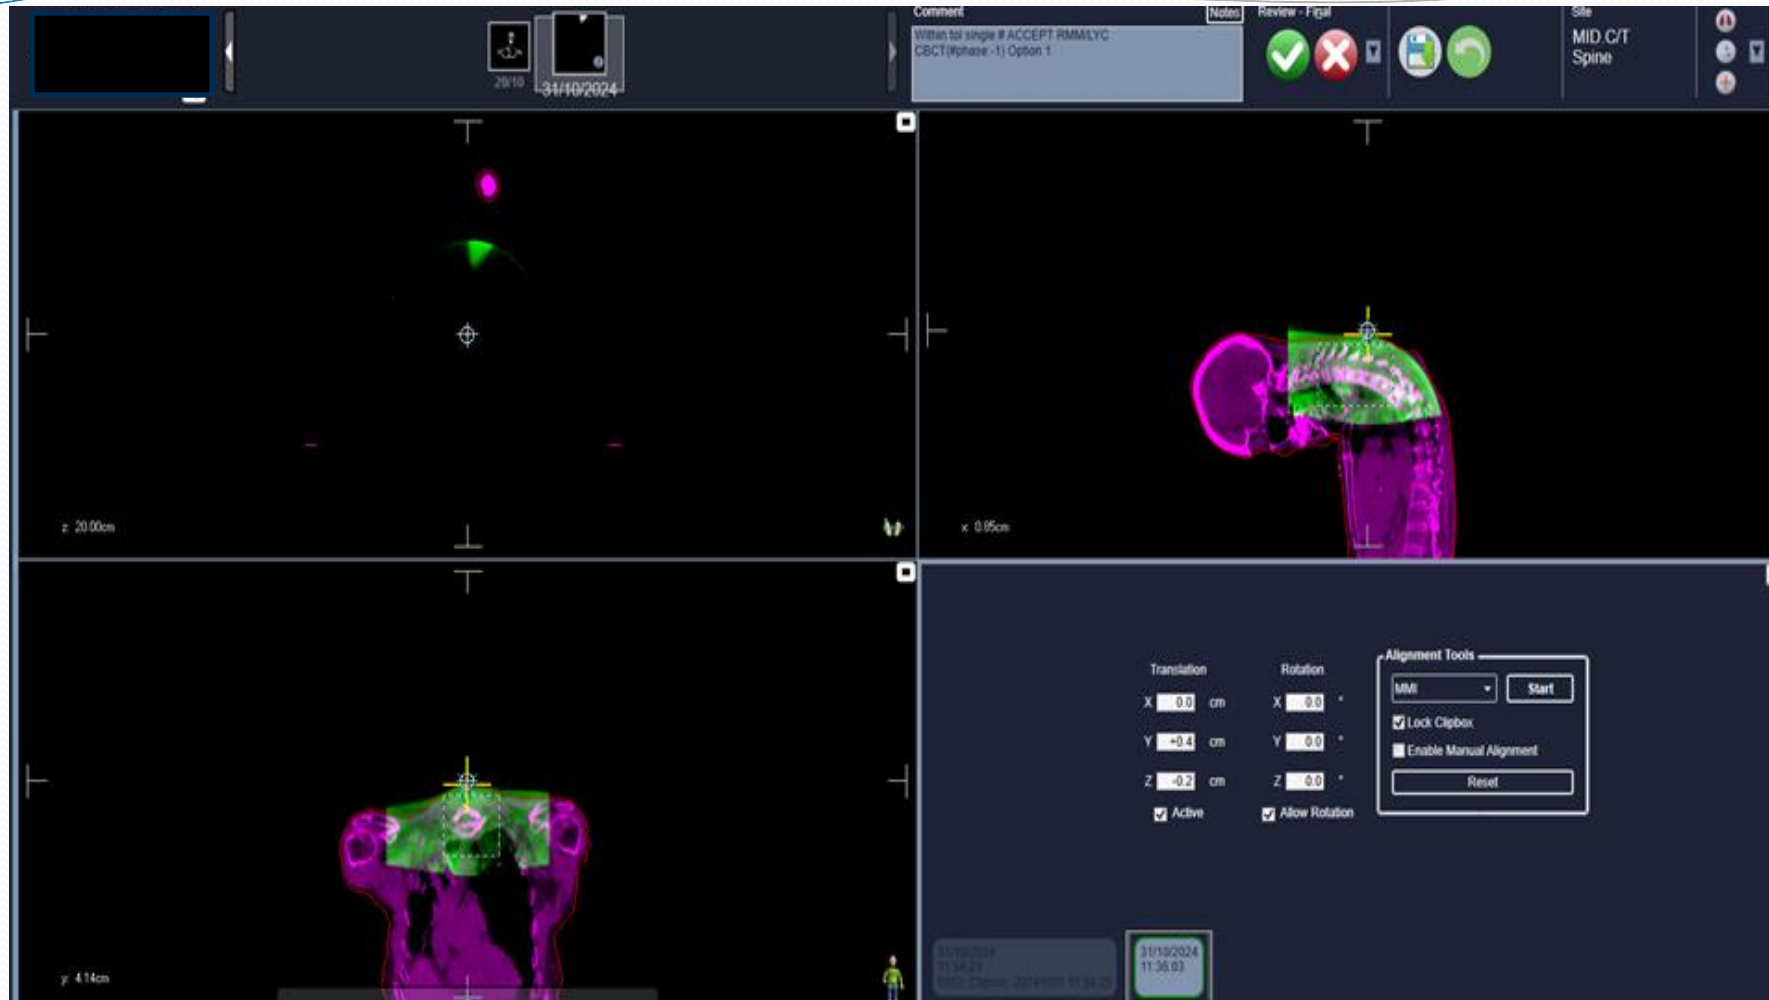 Comment
Notes
Review - Final
Site
Within tol single # ACCEPT RMM/LYC
CBCT(#phase:-1) Option 1
MID.C/T
Spine
29/10
31/10/2024
z: 20.00cm
x: 0.85cm
y: 4.14cm
Translation
X 0.0 cm
Y +0.4 cm
Z -0.2 cm
Active
Rotation
X 0.0 °
Y 0.0 °
Z 0.0 °
Allow Rotation
Alignment Tools
MMI
Start
Lock Clipbox
Enable Manual Alignment
Reset
31/10/2024
31/10/2024
11:36:03